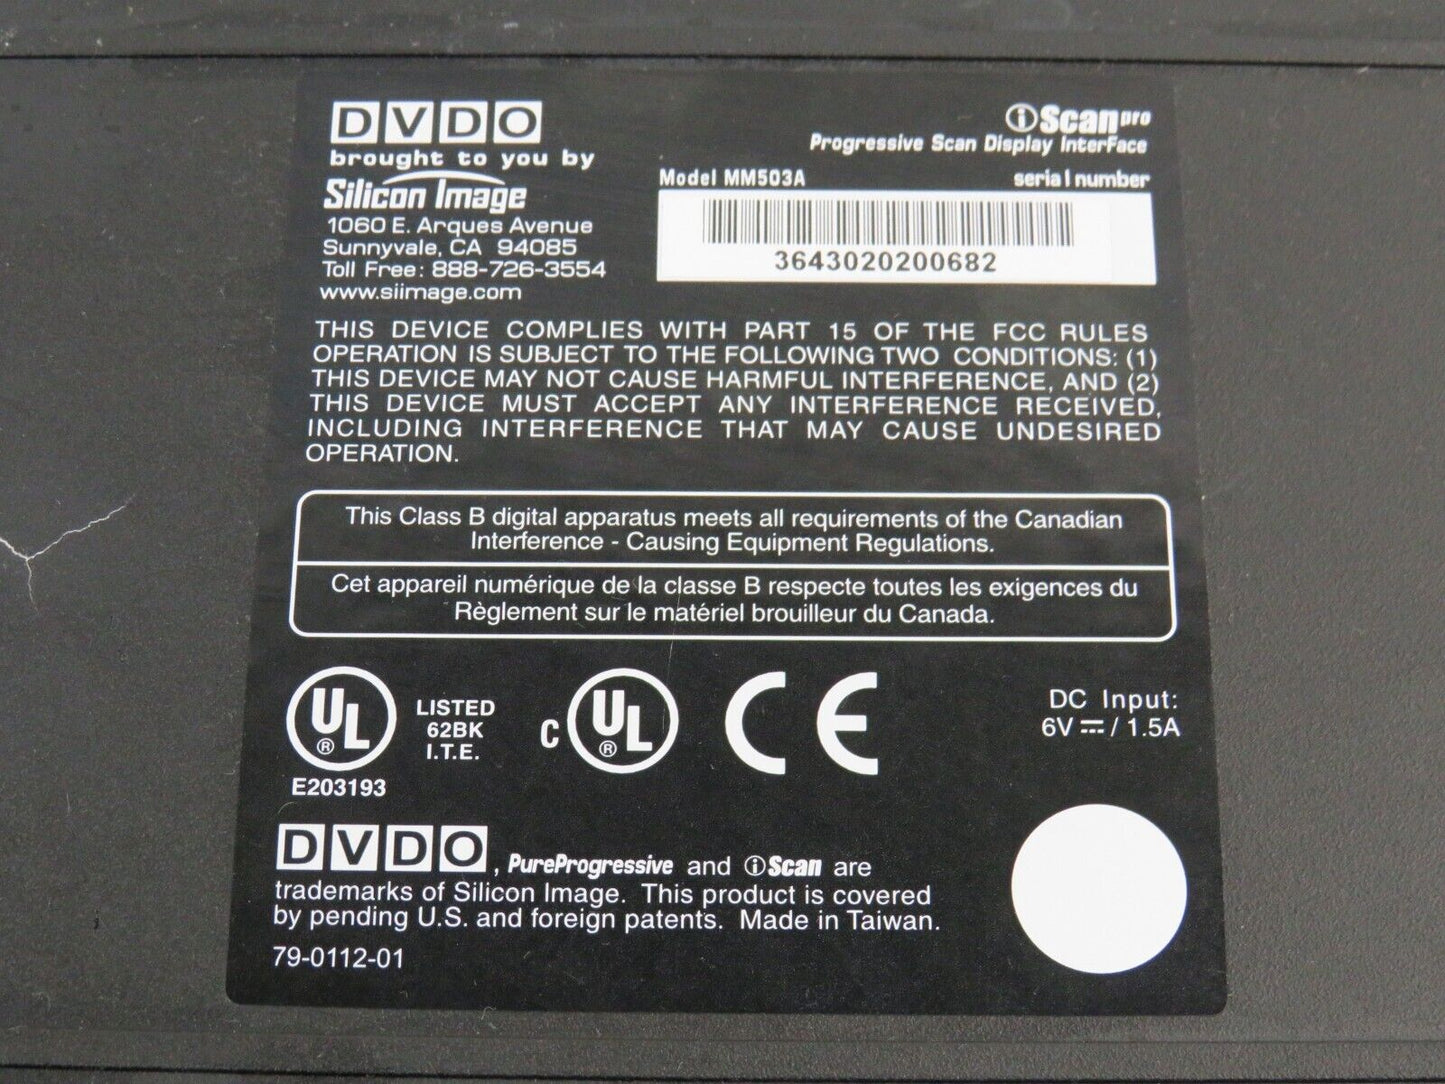 DVDO
brought to you by
Silicon Image
1060 E. Arques Avenue
Sunnyvale, CA 94085
Toll Free: 888-726-3554
www.siimage.com
iScan pro
Progressive Scan Display InterFace
Model MM503A serial number
3643020200682
THIS DEVICE COMPLIES WITH PART 15 OF THE FCC RULES
OPERATION IS SUBJECT TO THE FOLLOWING TWO CONDITIONS: (1)
THIS DEVICE MAY NOT CAUSE HARMFUL INTERFERENCE, AND (2)
THIS DEVICE MUST ACCEPT ANY INTERFERENCE RECEIVED,
INCLUDING INTERFERENCE THAT MAY CAUSE UNDESIRED
OPERATION.
This Class B digital apparatus meets all requirements of the Canadian
Interference - Causing Equipment Regulations.
Cet appareil numérique de la classe B respecte toutes les exigences du
Règlement sur le matériel brouilleur du Canada.
UL ®
LISTED
62BK
I.T.E.
E203193
C UL ®
CE
DC Input:
6V ⎓ / 1.5A
DVDO, PureProgressive and iScan are
trademarks of Silicon Image. This product is covered
by pending U.S. and foreign patents. Made in Taiwan.
79-0112-01